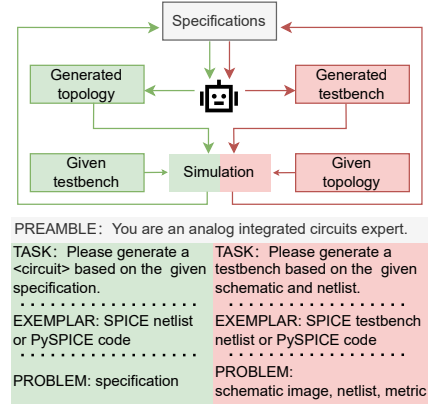 Specifications
Generated
topology
Generated
testbench
Given
testbench
Simulation
Given
topology
PREAMBLE: You are an analog integrated circuits expert.
TASK: Please generate a
<circuit> based on the given
specification.
EXEMPLAR: SPICE netlist
or PySPICE code
PROBLEM: specification
TASK: Please generate a
testbench based on the given
schematic and netlist.
EXEMPLAR: SPICE testbench
netlist or PySPICE code
PROBLEM:
schematic image, netlist, metric